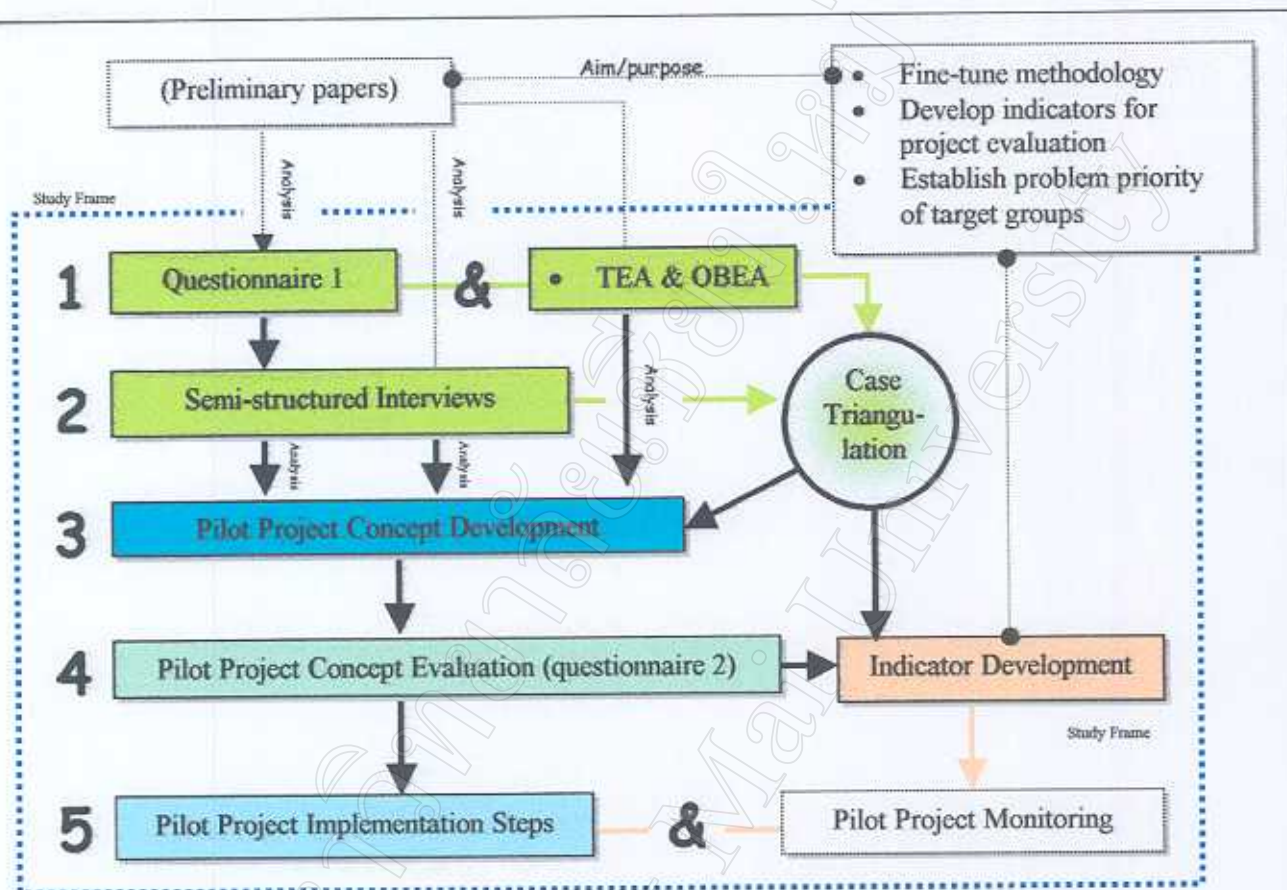 Aim/purpose
(Preliminary papers)
• Fine-tune methodology
• Develop indicators for
project evaluation
• Establish problem priority
of target groups
Analysis
Analysis
Study Frame
1
Questionnaire 1
&
• TEA & OBEA
2
Semi-structured Interviews
Analysis
Case
Triangu-
lation
Analysis
Analysis
3
Pilot Project Concept Development
4
Pilot Project Concept Evaluation (questionnaire 2)
Indicator Development
Study Frame
5
Pilot Project Implementation Steps
&
Pilot Project Monitoring
University